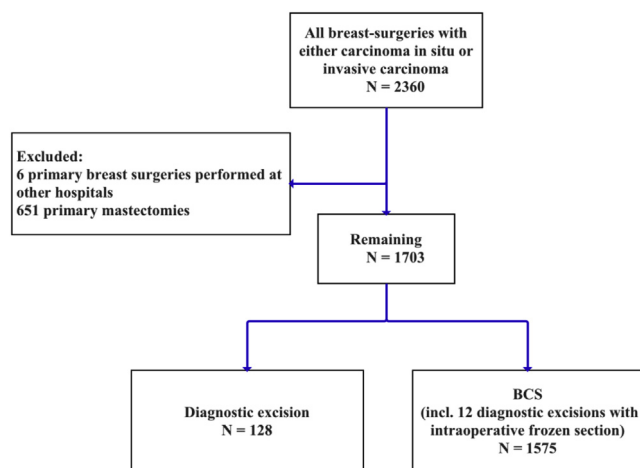 All breast-surgeries with
either carcinoma in situ or
invasive carcinoma
N = 2360
Excluded:
6 primary breast surgeries performed at
other hospitals
651 primary mastectomies
Remaining
N = 1703
Diagnostic excision
N = 128
BCS
(incl. 12 diagnostic excisions with
intraoperative frozen section)
N = 1575